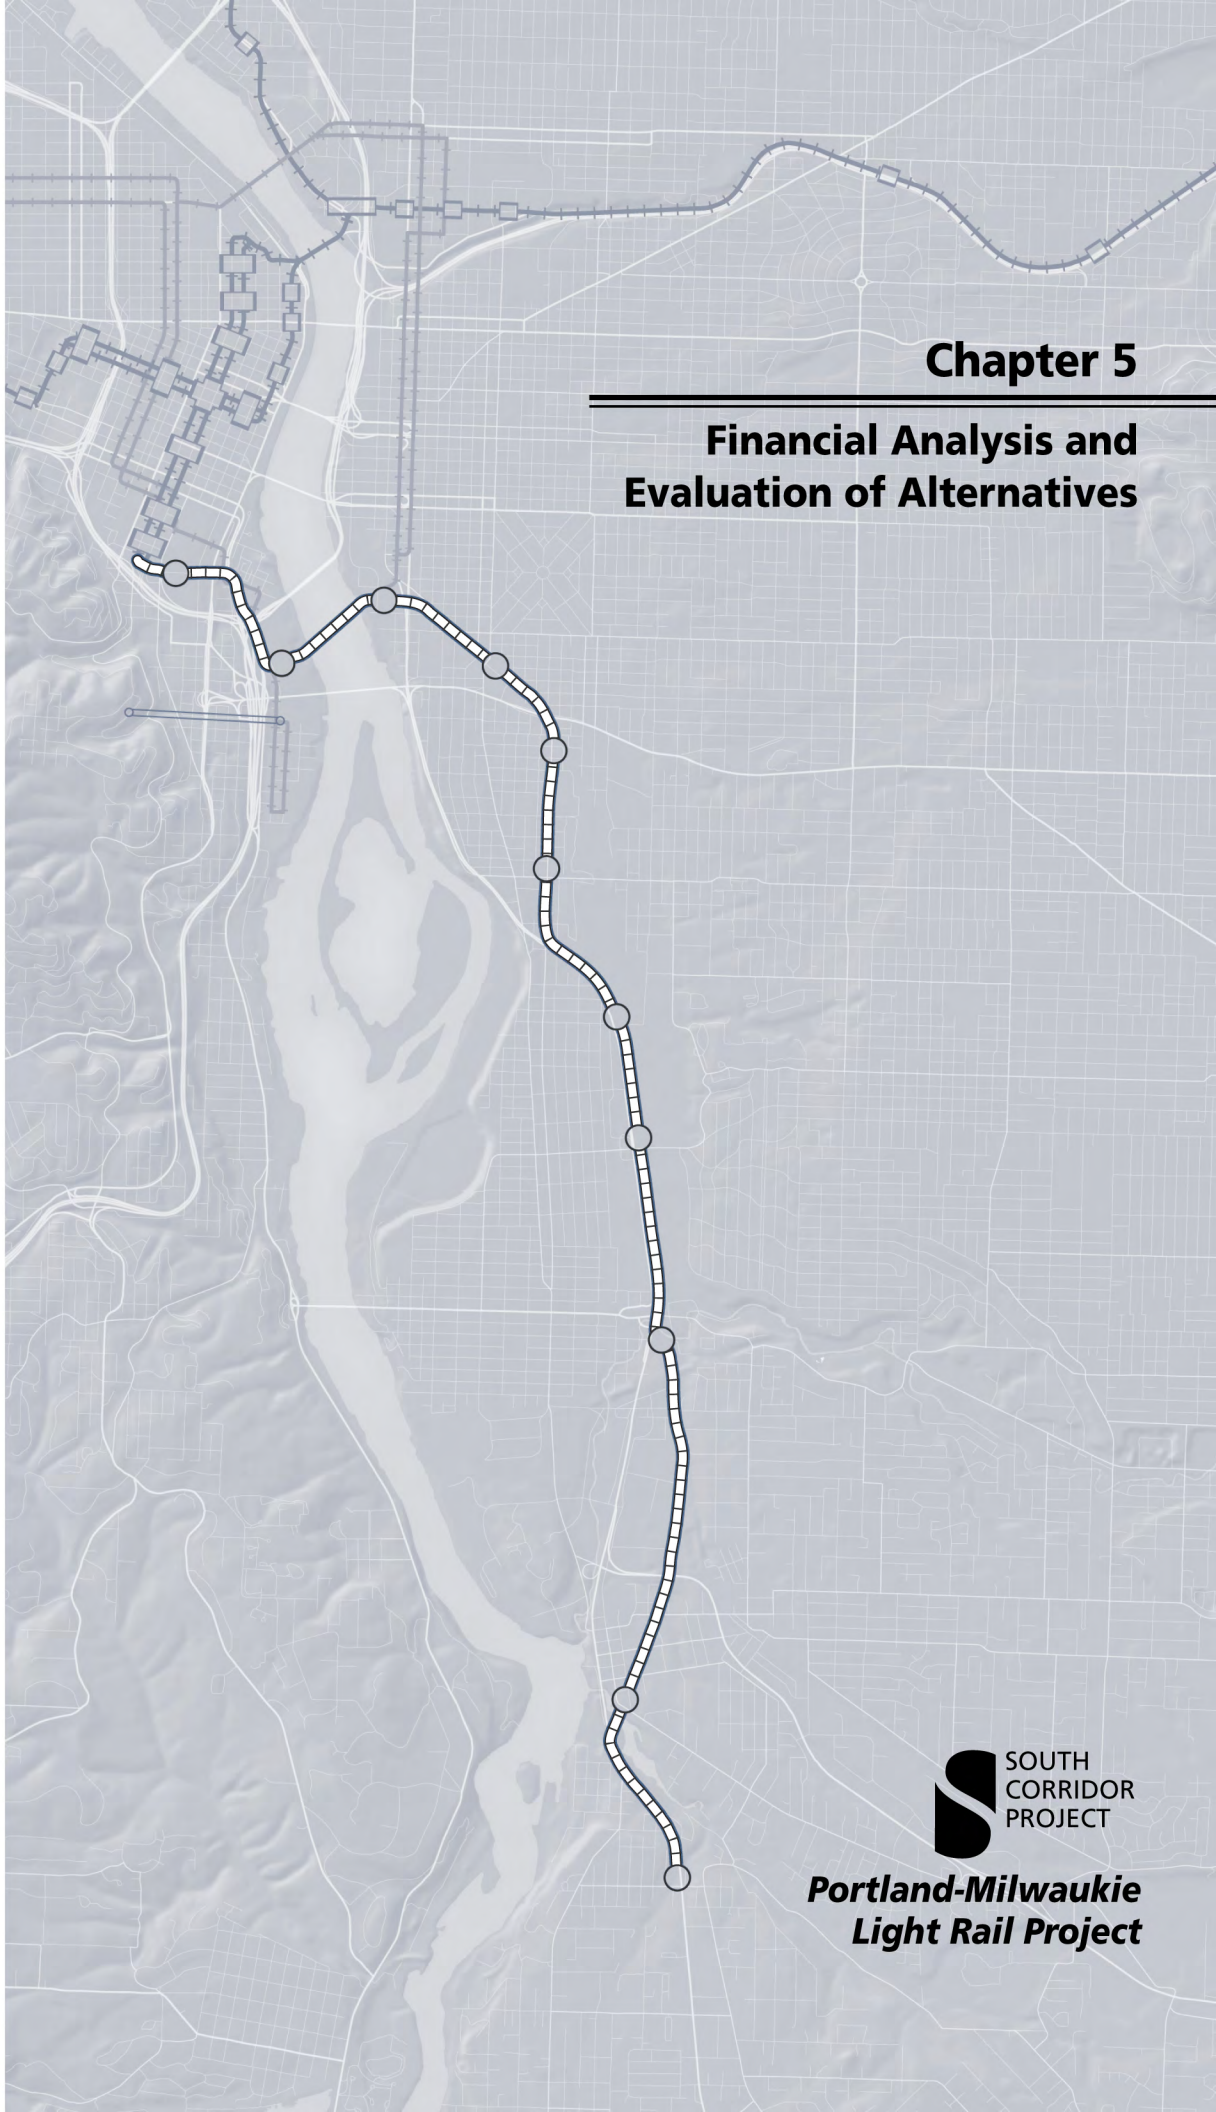 Chapter 5
Financial Analysis and
Evaluation of Alternatives
SOUTH
CORRIDOR
PROJECT
Portland-Milwaukie
Light Rail Project